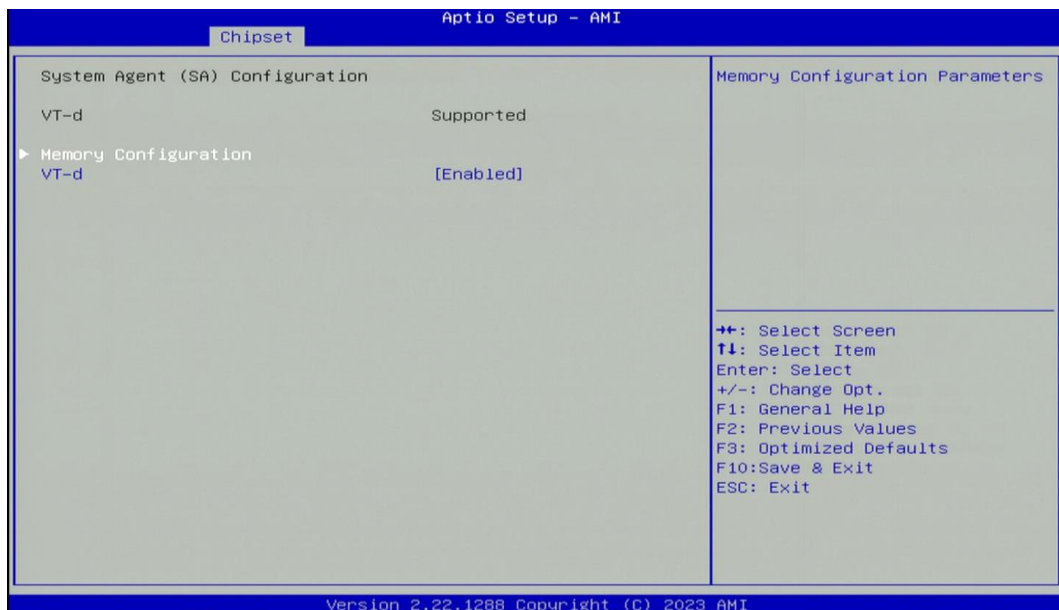 Aptio Setup - AMI
Chipset
System Agent (SA) Configuration
VT-d Supported
▶ Memory Configuration
VT-d [Enabled]
Memory Configuration Parameters
→←: Select Screen
↑↓: Select Item
Enter: Select
+/-: Change Opt.
F1: General Help
F2: Previous Values
F3: Optimized Defaults
F10:Save & Exit
ESC: Exit
Version 2.22.1288 Copyright (C) 2023 AMI